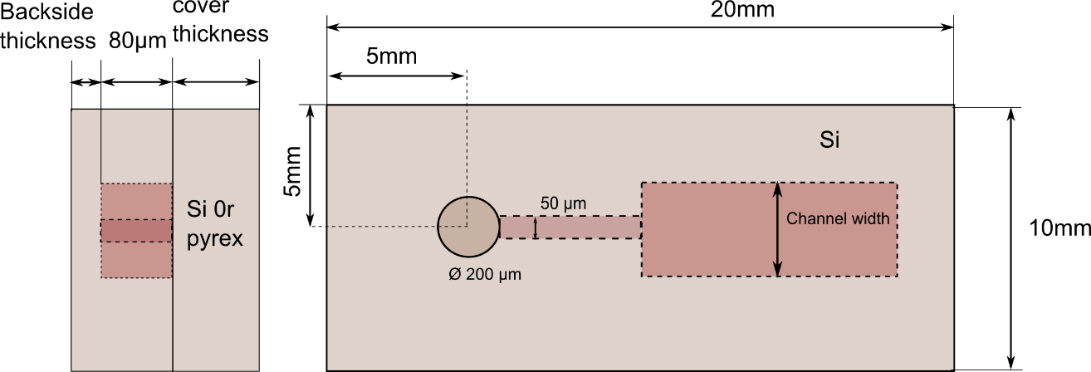 Backside
thickness
80µm
cover
thickness
Si 0r
pyrex
20mm
5mm
5mm
Si
50 µm
Channel width
Ø 200 µm
10mm